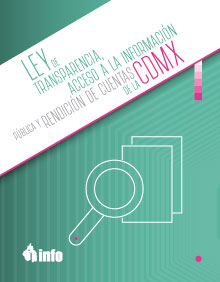 LEY DE
TRANSPARENCIA,
ACCESO A LA INFORMACIÓN
PÚBLICA Y RENDICIÓN DE CUENTAS
DE LA CDMX
info